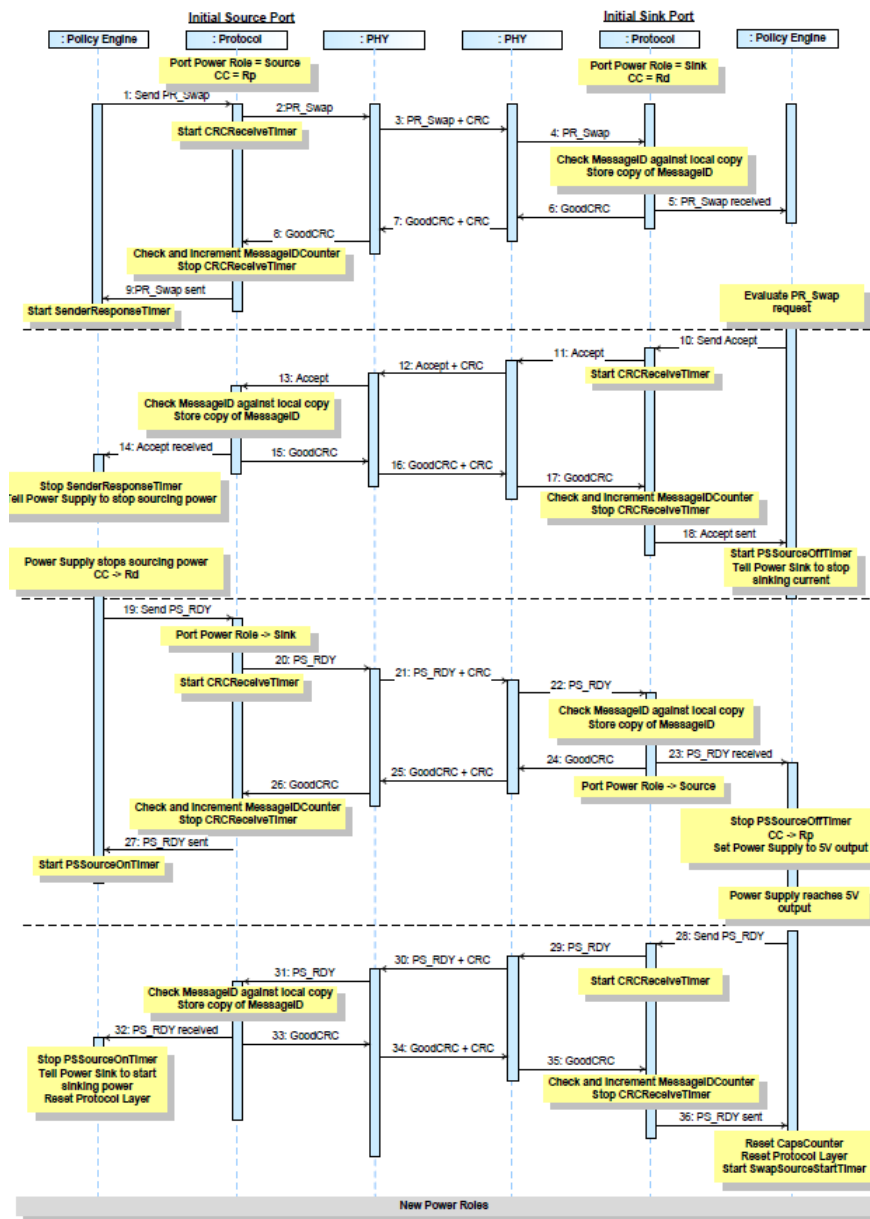 Initial Source Port
Initial Sink Port
: Policy Engine
: Protocol
: PHY
: PHY
: Protocol
: Policy Engine
Port Power Role = Source
CC = Rp
Port Power Role = Sink
CC = Rd
1: Send PR_Swap
2:PR_Swap
Start CRCReceiveTimer
3: PR_Swap + CRC
4: PR_Swap
Check MessageID against local copy
Store copy of MessageID
5: PR_Swap received
6: GoodCRC
7: GoodCRC + CRC
8: GoodCRC
Check and Increment MessageIDCounter
Stop CRCReceiveTimer
9:PR_Swap sent
Start SenderResponseTimer
Evaluate PR_Swap
request
10: Send Accept
11: Accept
Start CRCReceiveTimer
12: Accept + CRC
13: Accept
Check MessageID against local copy
Store copy of MessageID
14: Accept received
15: GoodCRC
16: GoodCRC + CRC
17: GoodCRC
Stop SenderResponseTimer
Tell Power Supply to stop sourcing power
Check and Increment MessageIDCounter
Stop CRCReceiveTimer
18: Accept sent
Start PSSourceOffTimer
Tell Power Sink to stop
sinking current
Power Supply stops sourcing power
CC -> Rd
19: Send PS_RDY
Port Power Role -> Sink
20: PS_RDY
Start CRCReceiveTimer
21: PS_RDY + CRC
22: PS_RDY
Check MessageID against local copy
Store copy of MessageID
23: PS_RDY received
24: GoodCRC
25: GoodCRC + CRC
26: GoodCRC
Port Power Role -> Source
Check and Increment MessageIDCounter
Stop CRCReceiveTimer
27: PS_RDY sent
Start PSSourceOnTimer
Stop PSSourceOffTimer
CC -> Rp
Set Power Supply to 5V output
Power Supply reaches 5V
output
28: Send PS_RDY
29: PS_RDY
Start CRCReceiveTimer
30: PS_RDY + CRC
31: PS_RDY
Check MessageID against local copy
Store copy of MessageID
32: PS_RDY received
33: GoodCRC
34: GoodCRC + CRC
35: GoodCRC
Stop PSSourceOnTimer
Tell Power Sink to start
sinking power
Reset Protocol Layer
Check and Increment MessageIDCounter
Stop CRCReceiveTimer
36: PS_RDY sent
Reset CapsCounter
Reset Protocol Layer
Start SwapSourceStartTimer
New Power Roles